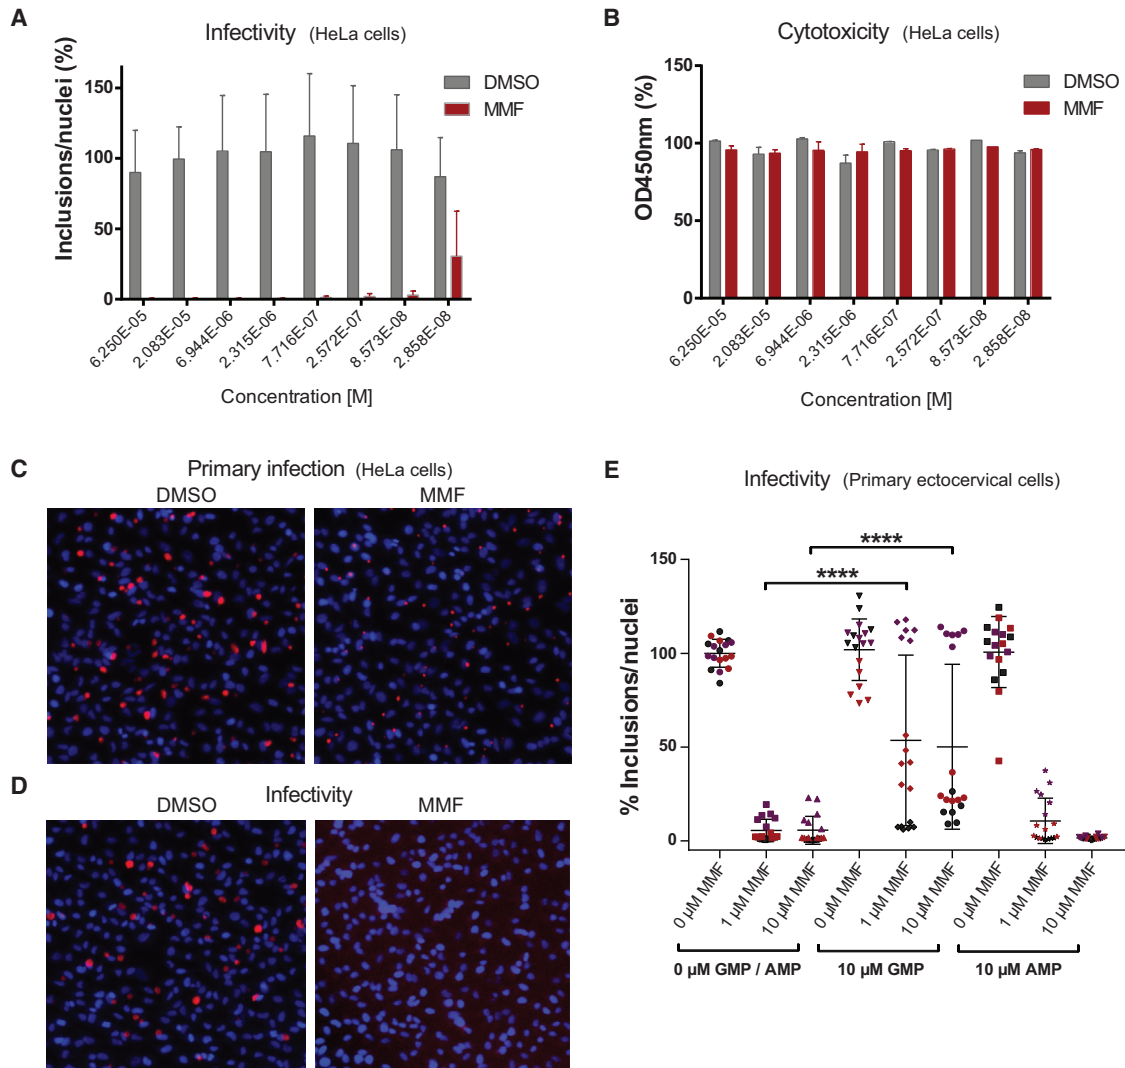 A
Infectivity (HeLa cells)
Inclusions/nuclei (%)
150
100
50
0
DMSO
MMF
6.250E-05
2.083E-05
6.944E-06
2.315E-06
7.716E-07
2.572E-07
8.573E-08
2.858E-08
Concentration [M]
B
Cytotoxicity (HeLa cells)
OD450nm (%)
150
100
50
0
DMSO
MMF
6.250E-05
2.083E-05
6.944E-06
2.315E-06
7.716E-07
2.572E-07
8.573E-08
2.858E-08
Concentration [M]
C
Primary infection (HeLa cells)
DMSO MMF
D
Infectivity
DMSO MMF
E
Infectivity (Primary ectocervical cells)
% Inclusions/nuclei
150
100
50
0
****
****
0 µM MMF
1 µM MMF
10 µM MMF
0 µM MMF
1 µM MMF
10 µM MMF
0 µM MMF
1 µM MMF
10 µM MMF
0 µM GMP / AMP
10 µM GMP
10 µM AMP